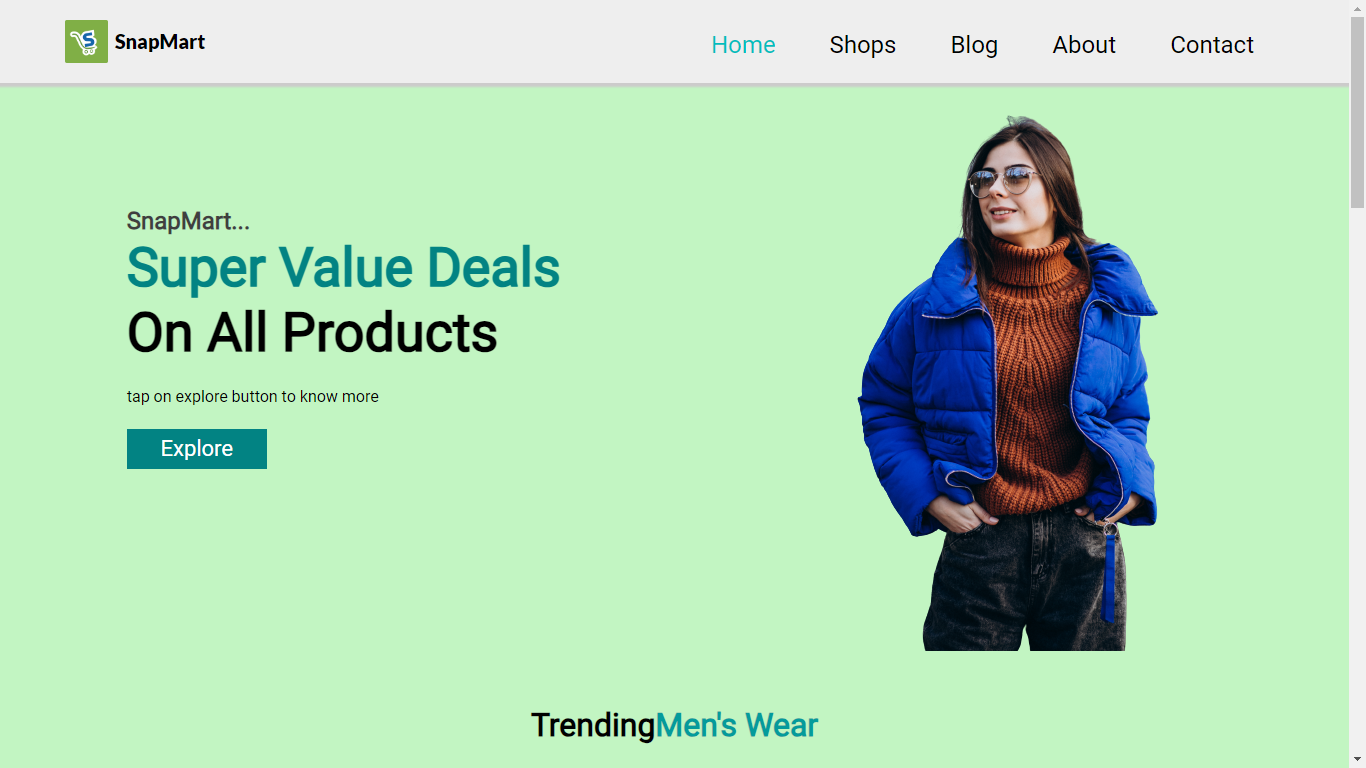 SnapMart
Home Shops Blog About Contact
SnapMart...
Super Value Deals
On All Products
tap on explore button to know more
Explore
TrendingMen's Wear